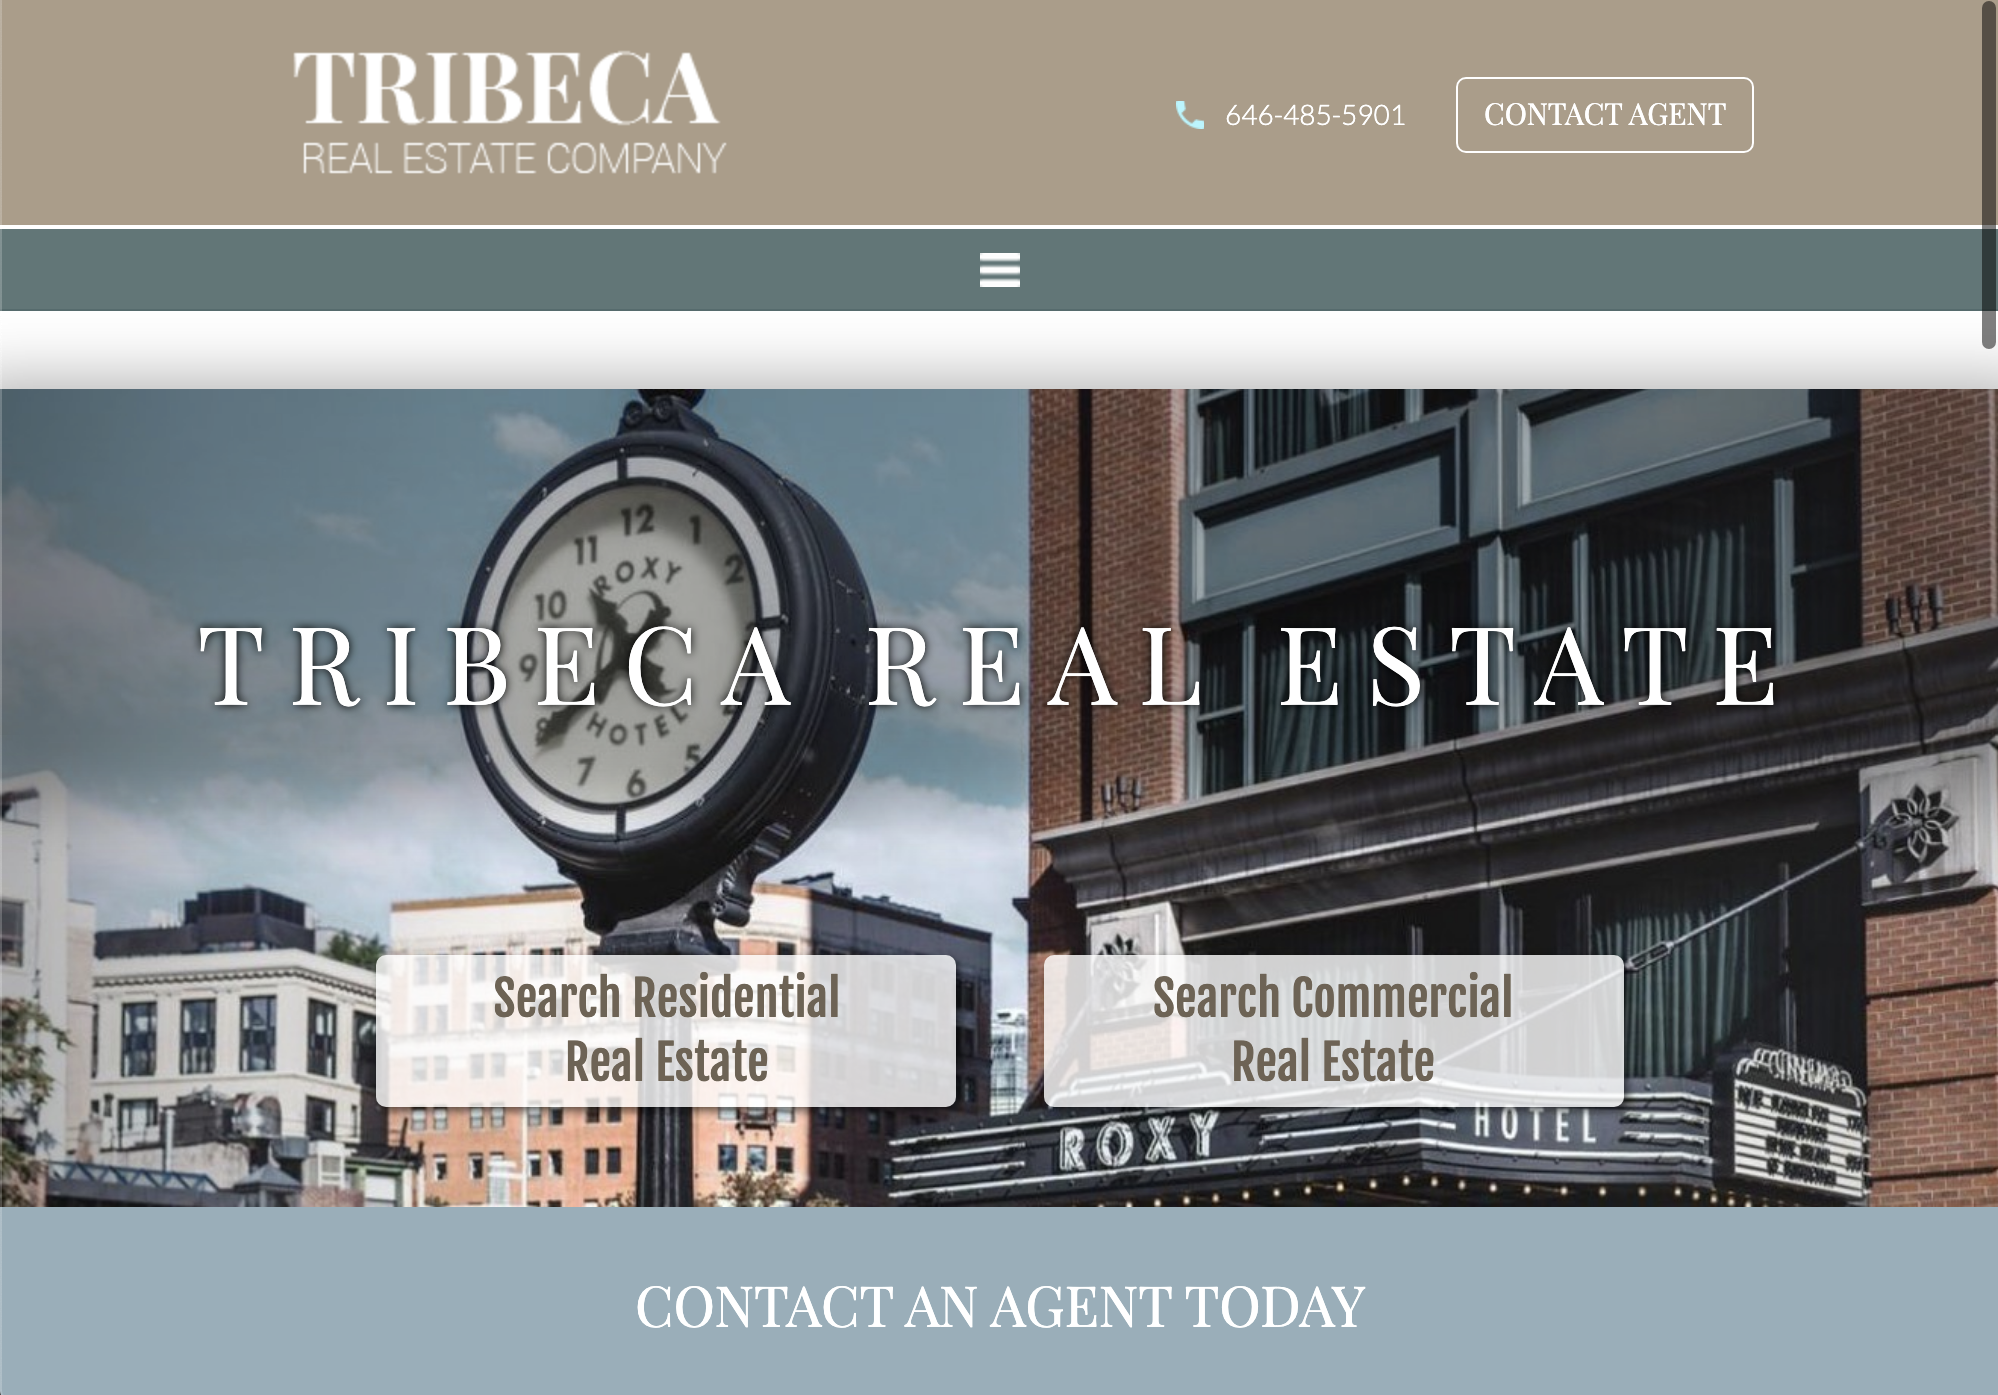 TRIBECA
REAL ESTATE COMPANY
646-485-5901
CONTACT AGENT
12
1
11
2
ROXY
10
TRIBECA REAL ESTATE
9
8
HOTEL
7
6
5
Search Residential
Real Estate
Search Commercial
Real Estate
ROXY
HOTEL
CONTACT AN AGENT TODAY